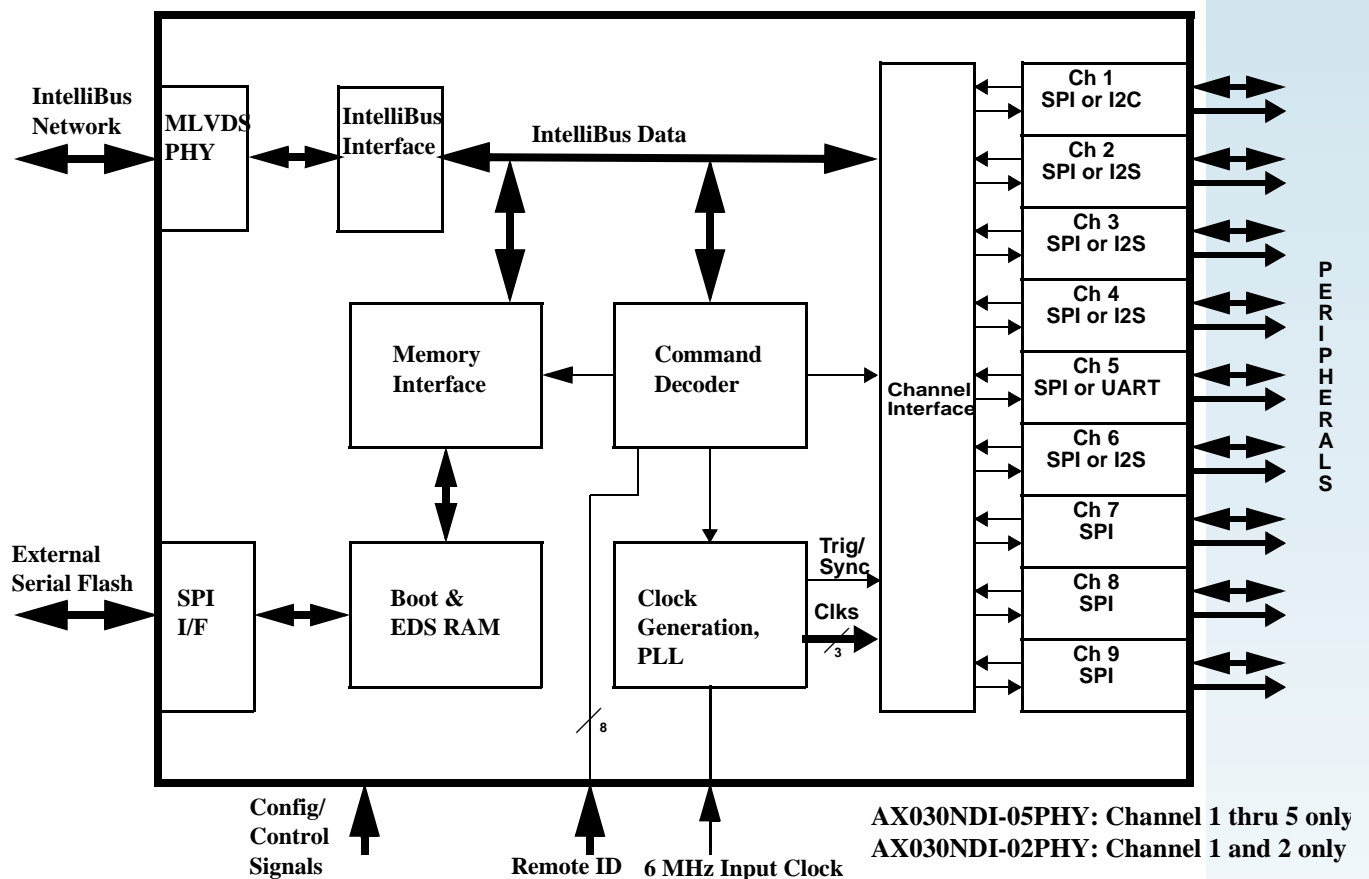 IntelliBus
Network
MLVDS
PHY
IntelliBus
Interface
IntelliBus Data
Memory
Interface
Command
Decoder
Channel
Interface
Ch 1
SPI or I2C
Ch 2
SPI or I2S
Ch 3
SPI or I2S
Ch 4
SPI or I2S
Ch 5
SPI or UART
Ch 6
SPI or I2S
Ch 7
SPI
Ch 8
SPI
Ch 9
SPI
PERIPHERALS
External
Serial Flash
SPI
I/F
Boot &
EDS RAM
Clock
Generation,
PLL
Trig/
Sync
Clks
3
8
Config/
Control
Signals
Remote ID
6 MHz Input Clock
AX030NDI-05PHY: Channel 1 thru 5 only
AX030NDI-02PHY: Channel 1 and 2 only